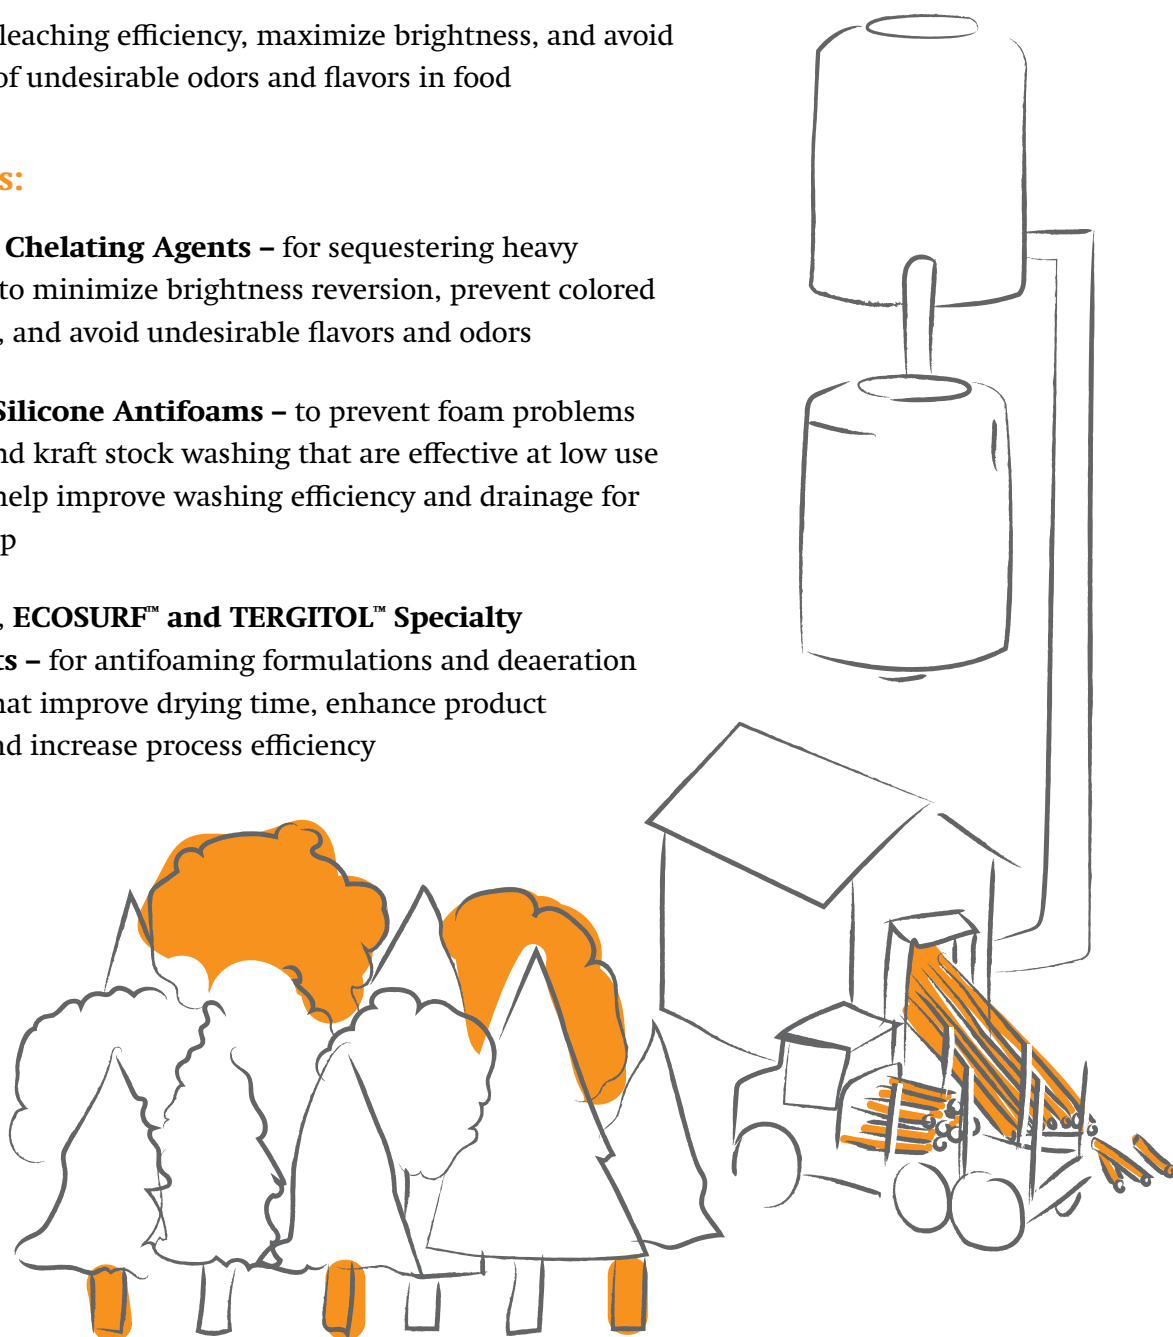 leaching efficiency, maximize brightness, and avoid
of undesirable odors and flavors in food
s:
Chelating Agents – for sequestering heavy
to minimize brightness reversion, prevent colored
, and avoid undesirable flavors and odors
Silicone Antifoams – to prevent foam problems
nd kraft stock washing that are effective at low use
help improve washing efficiency and drainage for
p
, ECOSURF™ and TERGITOL™ Specialty
ts – for antifoaming formulations and deaeration
hat improve drying time, enhance product
nd increase process efficiency